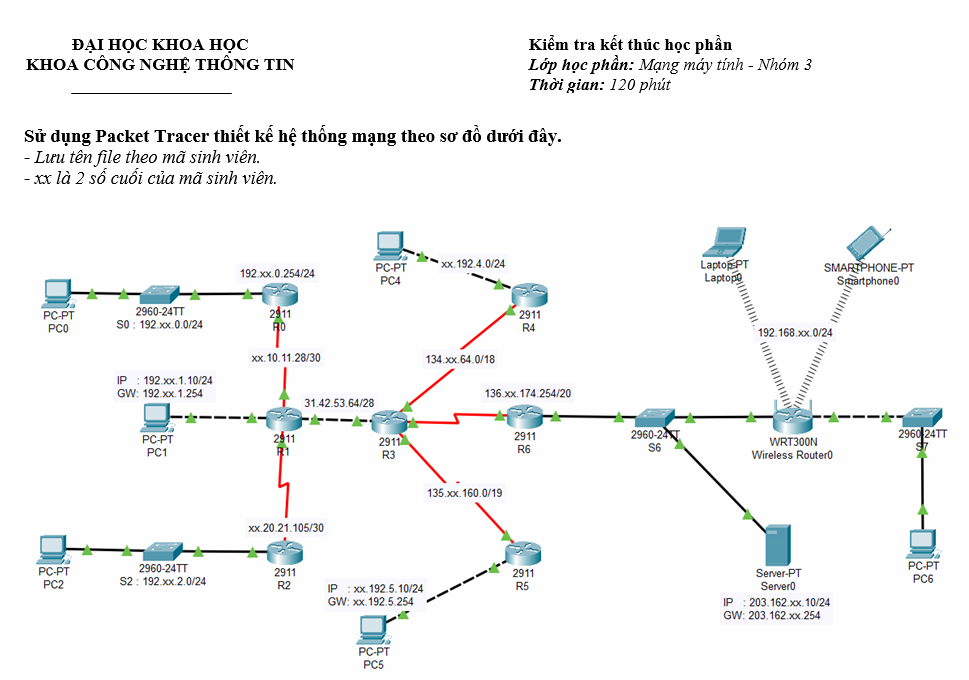 ĐẠI HỌC KHOA HỌC
KHOA CÔNG NGHỆ THÔNG TIN
Kiểm tra kết thúc học phần
Lớp học phần: Mạng máy tính - Nhóm 3
Thời gian: 120 phút
Sử dụng Packet Tracer thiết kế hệ thống mạng theo sơ đồ dưới đây.
- Lưu tên file theo mã sinh viên.
- xx là 2 số cuối của mã sinh viên.
PC-PT
PC4
xx.192.4.0/24
Laptop-PT
Laptop0
SMARTPHONE-PT
Smartphone0
192.xx.0.254/24
PC-PT
PC0
2960-24TT
S0 : 192.xx.0.0/24
2911
R0
2911
R4
192.168.xx.0/24
xx.10.11.28/30
134.xx.64.0/18
IP : 192.xx.1.10/24
GW: 192.xx.1.254
31.42.53.64/28
136.xx.174.254/20
PC-PT
PC1
2911
R1
2911
R3
2911
R6
2960-24TT
S6
WRT300N
Wireless Router0
2960-24TT
S7
135.xx.160.0/19
xx.20.21.105/30
PC-PT
PC2
2960-24TT
S2 : 192.xx.2.0/24
2911
R2
2911
R5
IP : xx.192.5.10/24
GW: xx.192.5.254
PC-PT
PC5
Server-PT
Server0
IP : 203.162.xx.10/24
GW: 203.162.xx.254
PC-PT
PC6